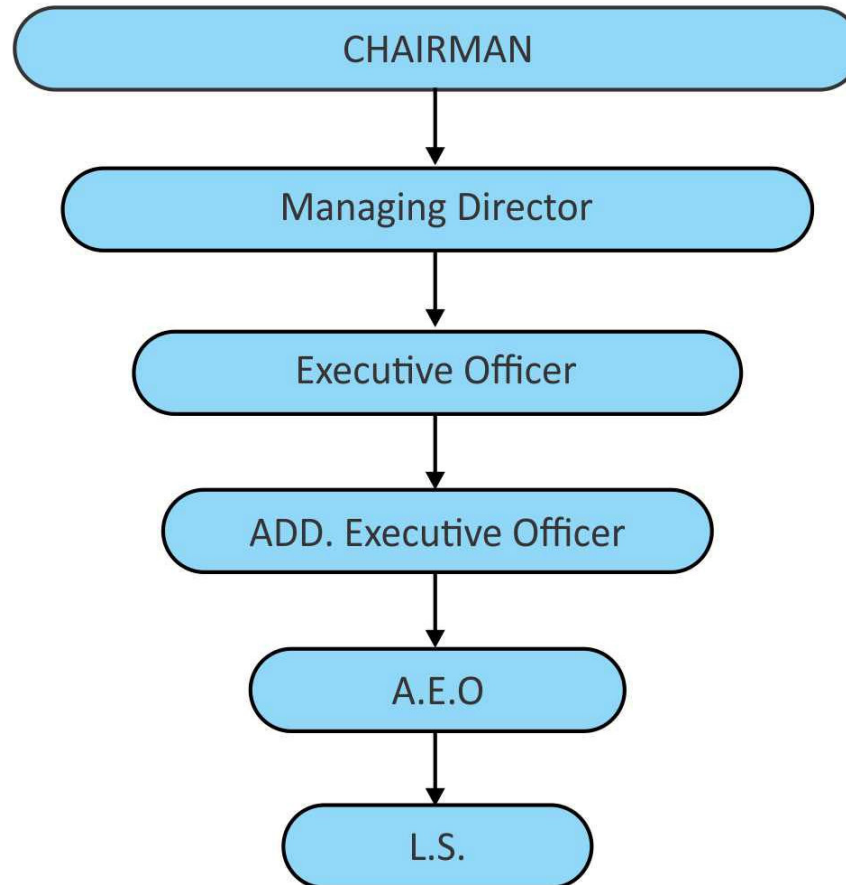 CHAIRMAN
Managing Director
Executive Officer
ADD. Executive Officer
A.E.O
L.S.